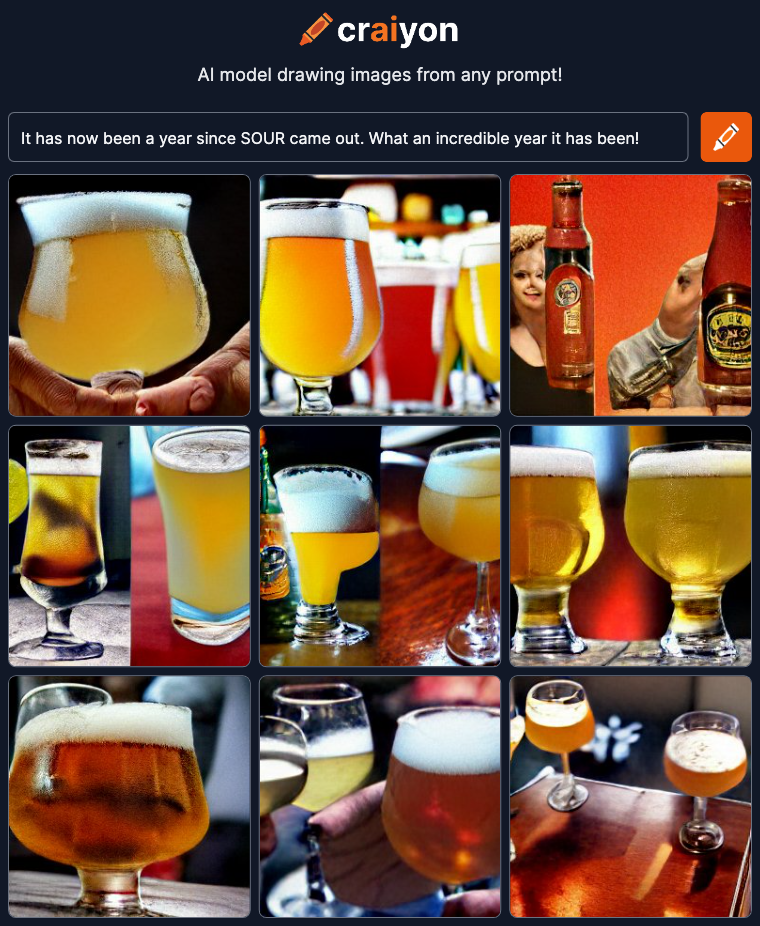 craiyon
AI model drawing images from any prompt!
It has now been a year since SOUR came out. What an incredible year it has been!